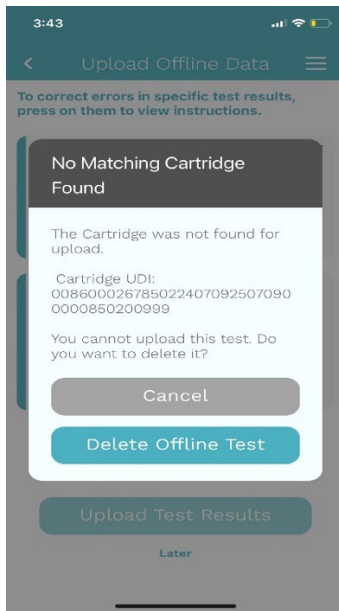 3:43
Upload Offline Data
To correct errors in specific test results,
press on them to view instructions.
No Matching Cartridge
Found
The Cartridge was not found for
upload.
Cartridge UDI:
008600026785022407092507090
0000850200999
You cannot upload this test. Do
you want to delete it?
Cancel
Delete Offline Test
Upload Test Results
Later